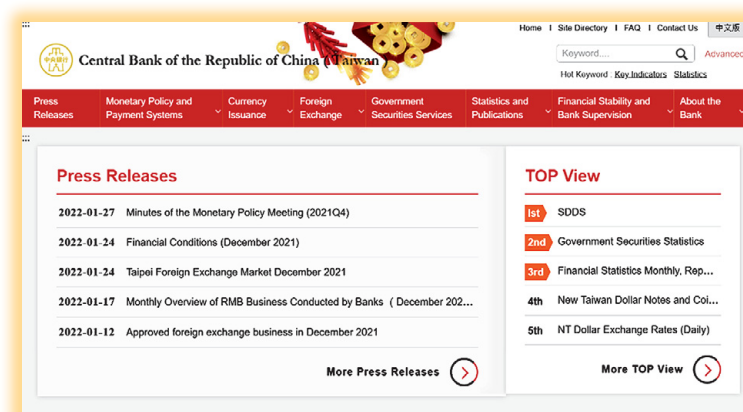 Home | Site Directory | FAQ | Contact Us 中文版
中央銀行
Central Bank of the Republic of China (Taiwan)
Keyword.... Advanced
Hot Keyword : Key Indicators Statistics
Press Releases
Monetary Policy and Payment Systems
Currency Issuance
Foreign Exchange
Government Securities Services
Statistics and Publications
Financial Stability and Bank Supervision
About the Bank
Press Releases
2022-01-27 Minutes of the Monetary Policy Meeting (2021Q4)
2022-01-24 Financial Conditions (December 2021)
2022-01-24 Taipei Foreign Exchange Market December 2021
2022-01-17 Monthly Overview of RMB Business Conducted by Banks ( December 202...
2022-01-12 Approved foreign exchange business in December 2021
More Press Releases
TOP View
1st SDDS
2nd Government Securities Statistics
3rd Financial Statistics Monthly, Rep...
4th New Taiwan Dollar Notes and Coi...
5th NT Dollar Exchange Rates (Daily)
More TOP View